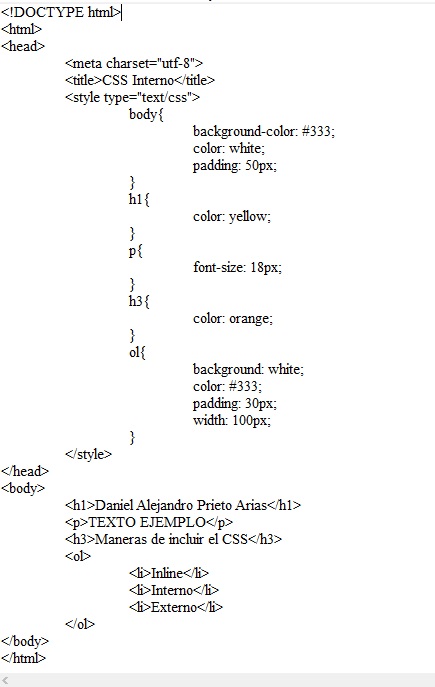 <!DOCTYPE html>
<html>
<head>
<meta charset="utf-8">
<title>CSS Interno</title>
<style type="text/css">
body{
background-color: #333;
color: white;
padding: 50px;
}
h1{
color: yellow;
}
p{
font-size: 18px;
}
h3{
color: orange;
}
ol{
background: white;
color: #333;
padding: 30px;
width: 100px;
}
</style>
</head>
<body>
<h1>Daniel Alejandro Prieto Arias</h1>
<p>TEXTO EJEMPLO</p>
<h3>Maneras de incluir el CSS</h3>
<ol>
<li>Inline</li>
<li>Interno</li>
<li>Externo</li>
</ol>
</body>
</html>